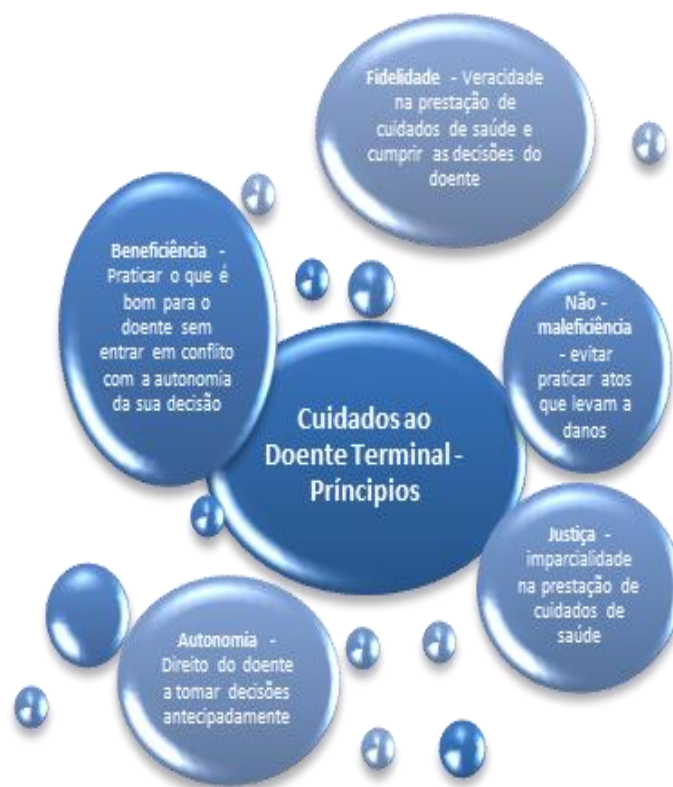 Fidelidade - Veracidade
na prestação de
cuidados de saúde e
cumprir as decisões do
doente
Beneficiência -
Praticar o que é
bom para o
doente sem
entrar em conflito
com a autonomia
da sua decisão
Não -
maleficiência
- evitar
praticar atos
que levam a
danos
Cuidados ao
Doente Terminal -
Príncipios
Justiça -
imparcialidade
na prestação de
cuidados de
saúde
Autonomia -
Direito do doente
a tomar decisões
antecipadamente